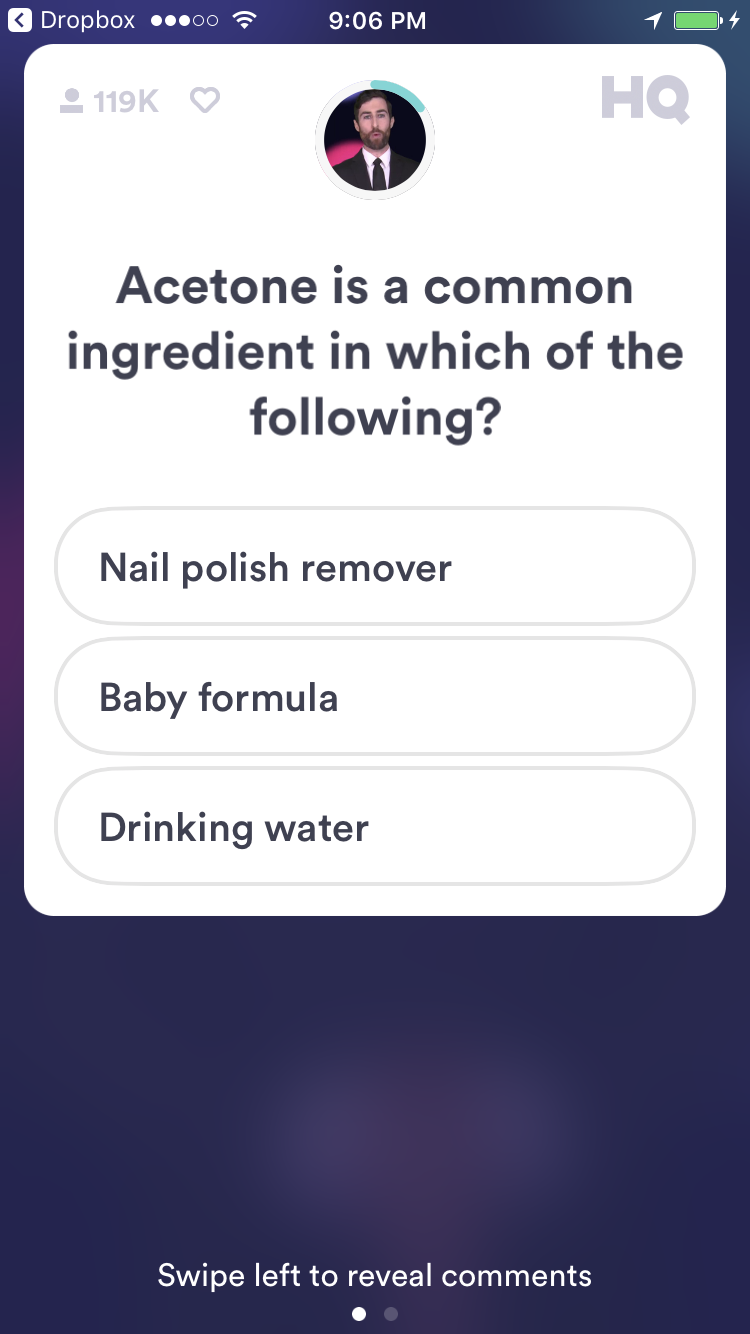 Dropbox 9:06 PM
119K HQ
Acetone is a common
ingredient in which of the
following?
Nail polish remover
Baby formula
Drinking water
Swipe left to reveal comments